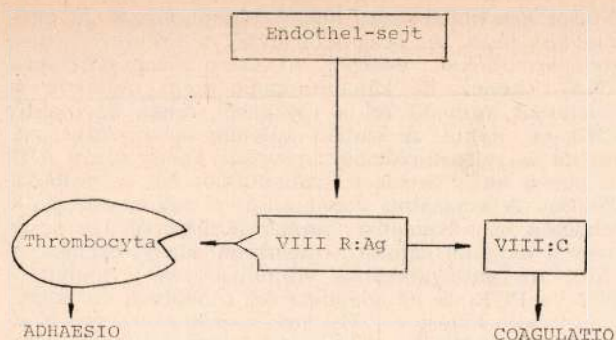 Endothel-sejt
Thrombocyta
VIII R:Ag
VIII:C
ADHAESIO
COAGULATIO